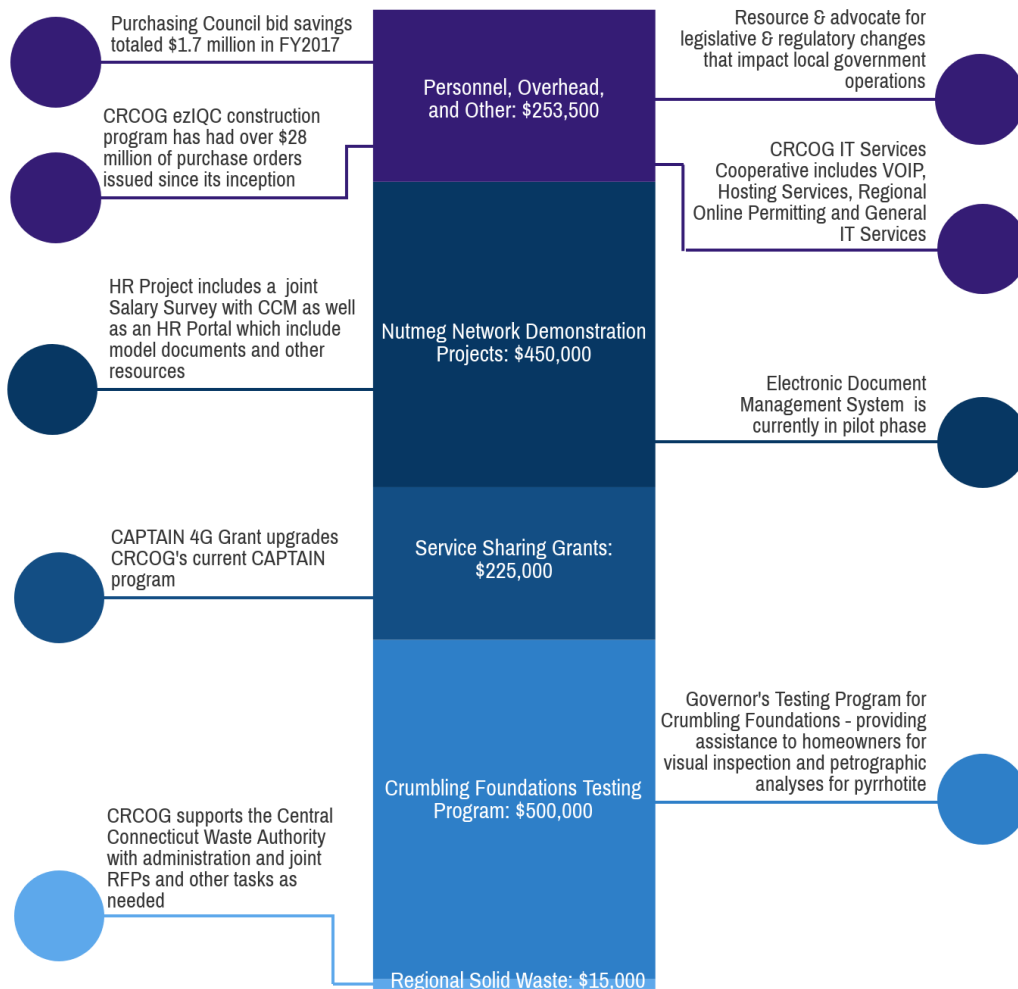 Purchasing Council bid savings
totaled $1.7 million in FY2017
CRCOG ezIQC construction
program has had over $28
million of purchase orders
issued since its inception
HR Project includes a joint
Salary Survey with CCM as well
as an HR Portal which include
model documents and other
resources
CAPTAIN 4G Grant upgrades
CRCOG's current CAPTAIN
program
CRCOG supports the Central
Connecticut Waste Authority
with administration and joint
RFPs and other tasks as
needed
Personnel, Overhead,
and Other: $253,500
Nutmeg Network Demonstration
Projects: $450,000
Service Sharing Grants:
$225,000
Crumbling Foundations Testing
Program: $500,000
Regional Solid Waste: $15,000
Resource & advocate for
legislative & regulatory changes
that impact local government
operations
CRCOG IT Services
Cooperative includes VOIP,
Hosting Services, Regional
Online Permitting and General
IT Services
Electronic Document
Management System is
currently in pilot phase
Governor's Testing Program for
Crumbling Foundations - providing
assistance to homeowners for
visual inspection and petrographic
analyses for pyrrhotite